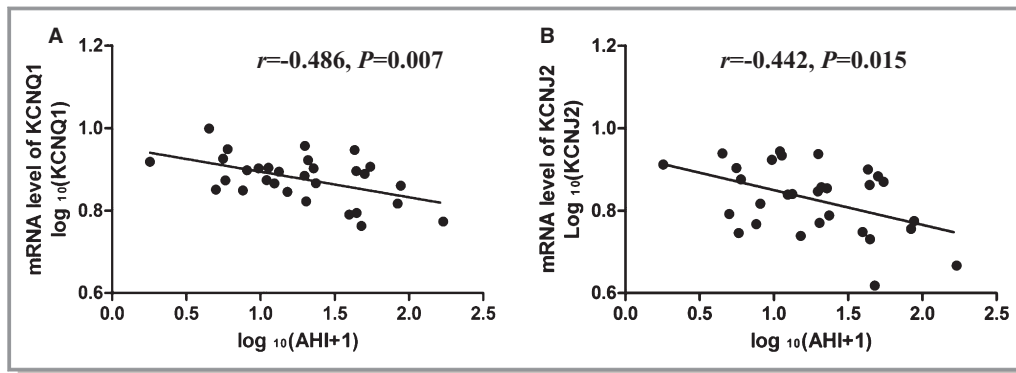 A
r=-0.486, P=0.007
mRNA level of KCNQ1
log 10(KCNQ1)
1.2
1.0
0.8
0.6
0.0 0.5 1.0 1.5 2.0 2.5
log 10(AHI+1)
B
r=-0.442, P=0.015
mRNA level of KCNJ2
Log 10(KCNJ2)
1.2
1.0
0.8
0.6
0.0 0.5 1.0 1.5 2.0 2.5
log 10(AHI+1)